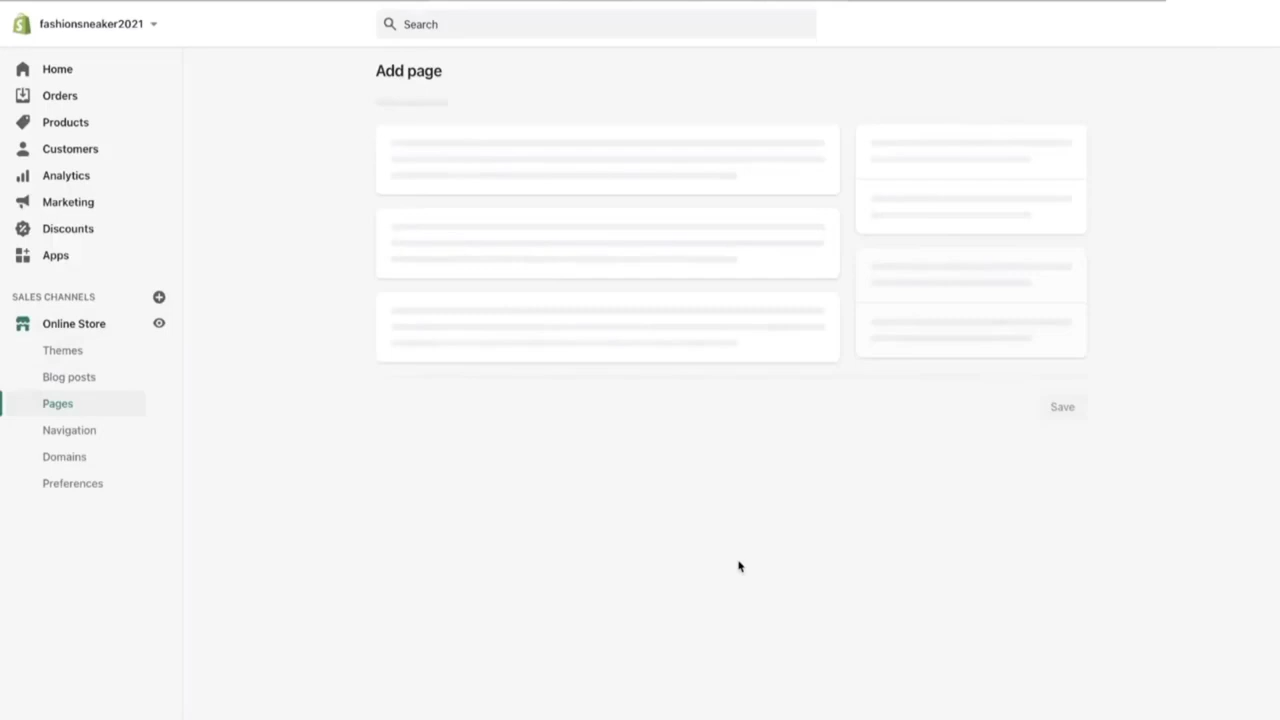 fashionsneaker2021
Search
Home
Orders
Products
Customers
Analytics
Marketing
Discounts
Apps
SALES CHANNELS
Online Store
Themes
Blog posts
Pages
Navigation
Domains
Preferences
Add page
Save